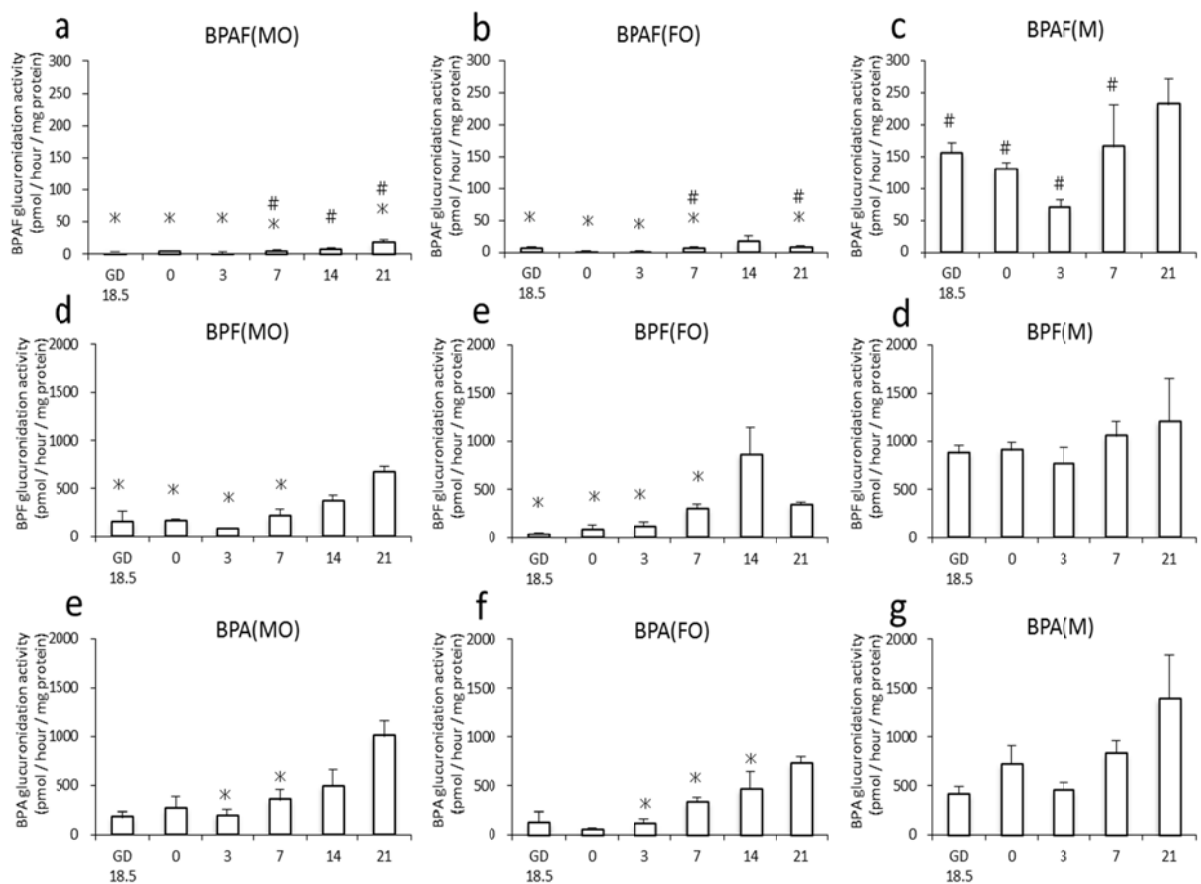 a
BPAF(MO)
BPAF glucuronidation activity
(pmol / hour / mg protein)
300
250
200
150
100
50
0
* * * # * # # *
GD 0 3 7 14 21
18.5
b
BPAF(FO)
BPAF glucuronidation activity
(pmol / hour / mg protein)
300
250
200
150
100
50
0
* * * # * # *
GD 0 3 7 14 21
18.5
c
BPAF(M)
BPAF glucuronidation activity
(pmol / hour / mg protein)
300
250
200
150
100
50
0
# # # #
GD 0 3 7 21
18.5
d
BPF(MO)
BPF glucuronidation activity
(pmol / hour / mg protein)
2000
1500
1000
500
0
* * * *
GD 0 3 7 14 21
18.5
e
BPF(FO)
BPF glucuronidation activity
(pmol / hour / mg protein)
2000
1500
1000
500
0
* * * *
GD 0 3 7 14 21
18.5
d
BPF(M)
BPF glucuronidation activity
(pmol / hour / mg protein)
2000
1500
1000
500
0
GD 0 3 7 21
18.5
e
BPA(MO)
BPA glucuronidation activity
(pmol / hour / mg protein)
2000
1500
1000
500
0
* *
GD 0 3 7 14 21
18.5
f
BPA(FO)
BPA glucuronidation activity
(pmol / hour / mg protein)
2000
1500
1000
500
0
* * *
GD 0 3 7 14 21
18.5
g
BPA(M)
BPA glucuronidation activity
(pmol / hour / mg protein)
2000
1500
1000
500
0
GD 0 3 7 21
18.5